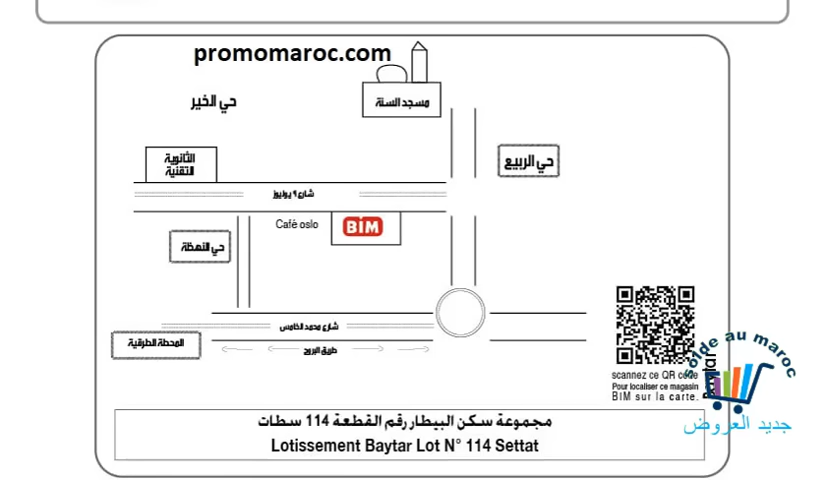 promomaroc.com
مسجد السنة
حي الخير
حي الربيع
الثانوية
التقنية
شارع 9 يوليوز
Café oslo
BIM
حي النهضة
شارع محمد الخامس
المحطة الطرقية
طريق البروج
scannez ce QR code
Pour localiser ce magasin
BIM sur la carte.
Baytar
solde au maroc
جديد العروض
مجموعة سكن البيطار رقم القطعة 114 سطات
Lotissement Baytar Lot N° 114 Settat